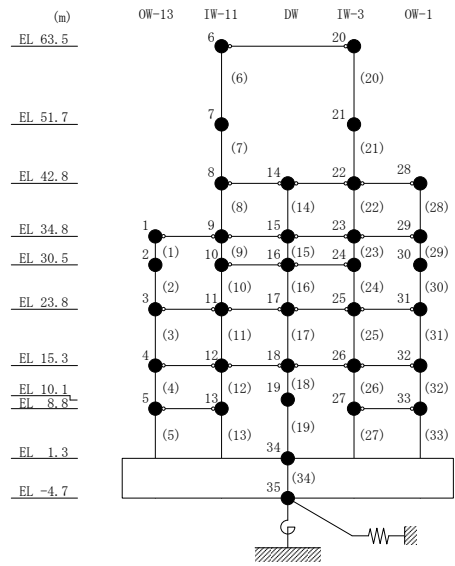 (m) OW-13 IW-11 DW IW-3 OW-1
EL 63.5 6 20
(6) (20)
EL 51.7 7 21
(7) (21)
EL 42.8 8 14 22 28
(8) (14) (22) (28)
EL 34.8 1 9 15 23 29
(1) (9) (15) (23) (29)
EL 30.5 2 10 16 24 30
(2) (10) (16) (24) (30)
EL 23.8 3 11 17 25 31
(3) (11) (17) (25) (31)
EL 15.3 4 12 18 26 32
(4) (12) (18) (26) (32)
EL 10.1 19
EL 8.8 5 13 27 33
(5) (13) (19) (27) (33)
EL 1.3 34
(34)
EL -4.7 35